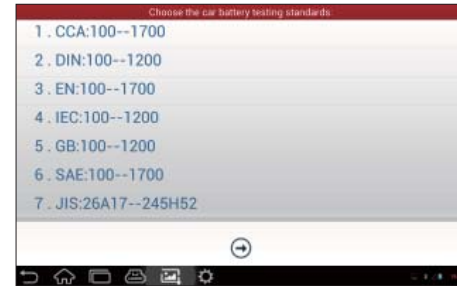 Choose the car battery testing standards:
1 . CCA:100--1700
2 . DIN:100--1200
3 . EN:100--1700
4 . IEC:100--1200
5 . GB:100--1200
6 . SAE:100--1700
7 . JIS:26A17--245H52